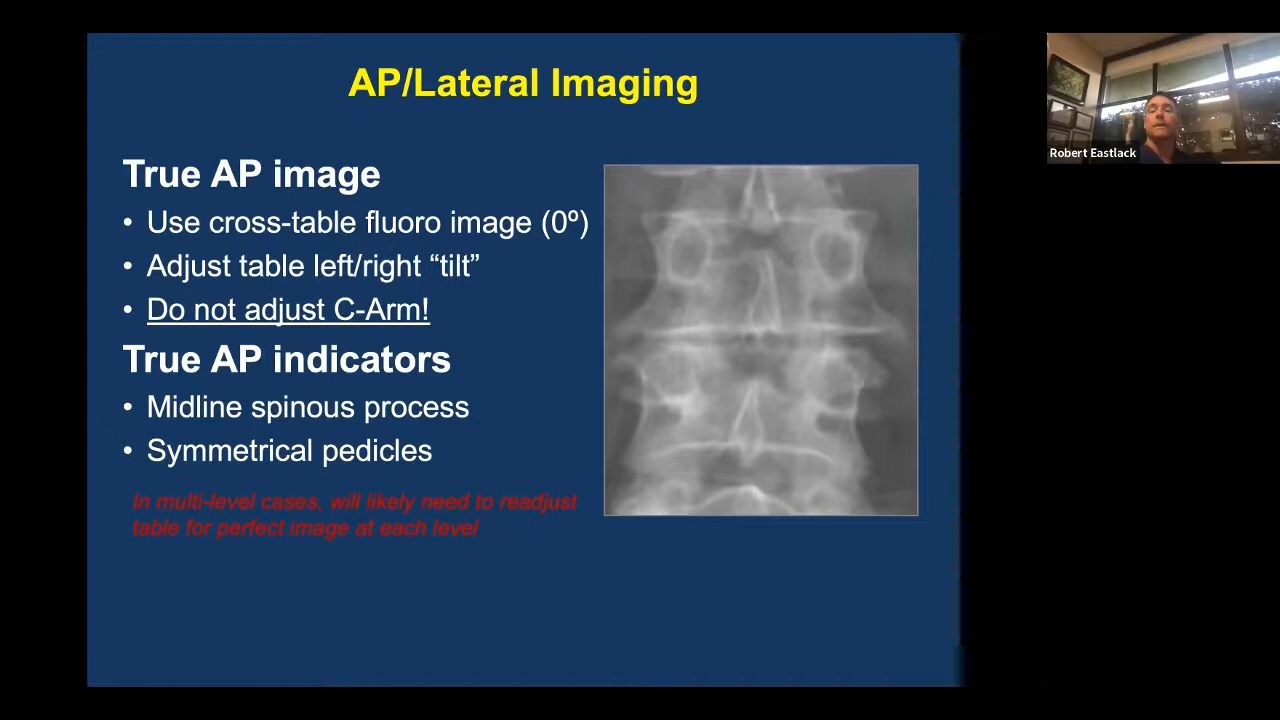 AP/Lateral Imaging
True AP image
• Use cross-table fluoro image (0º)
• Adjust table left/right “tilt”
• Do not adjust C-Arm!
True AP indicators
• Midline spinous process
• Symmetrical pedicles
In multi-level cases, will likely need to readjust
table for perfect image at each level
Robert Eastlack